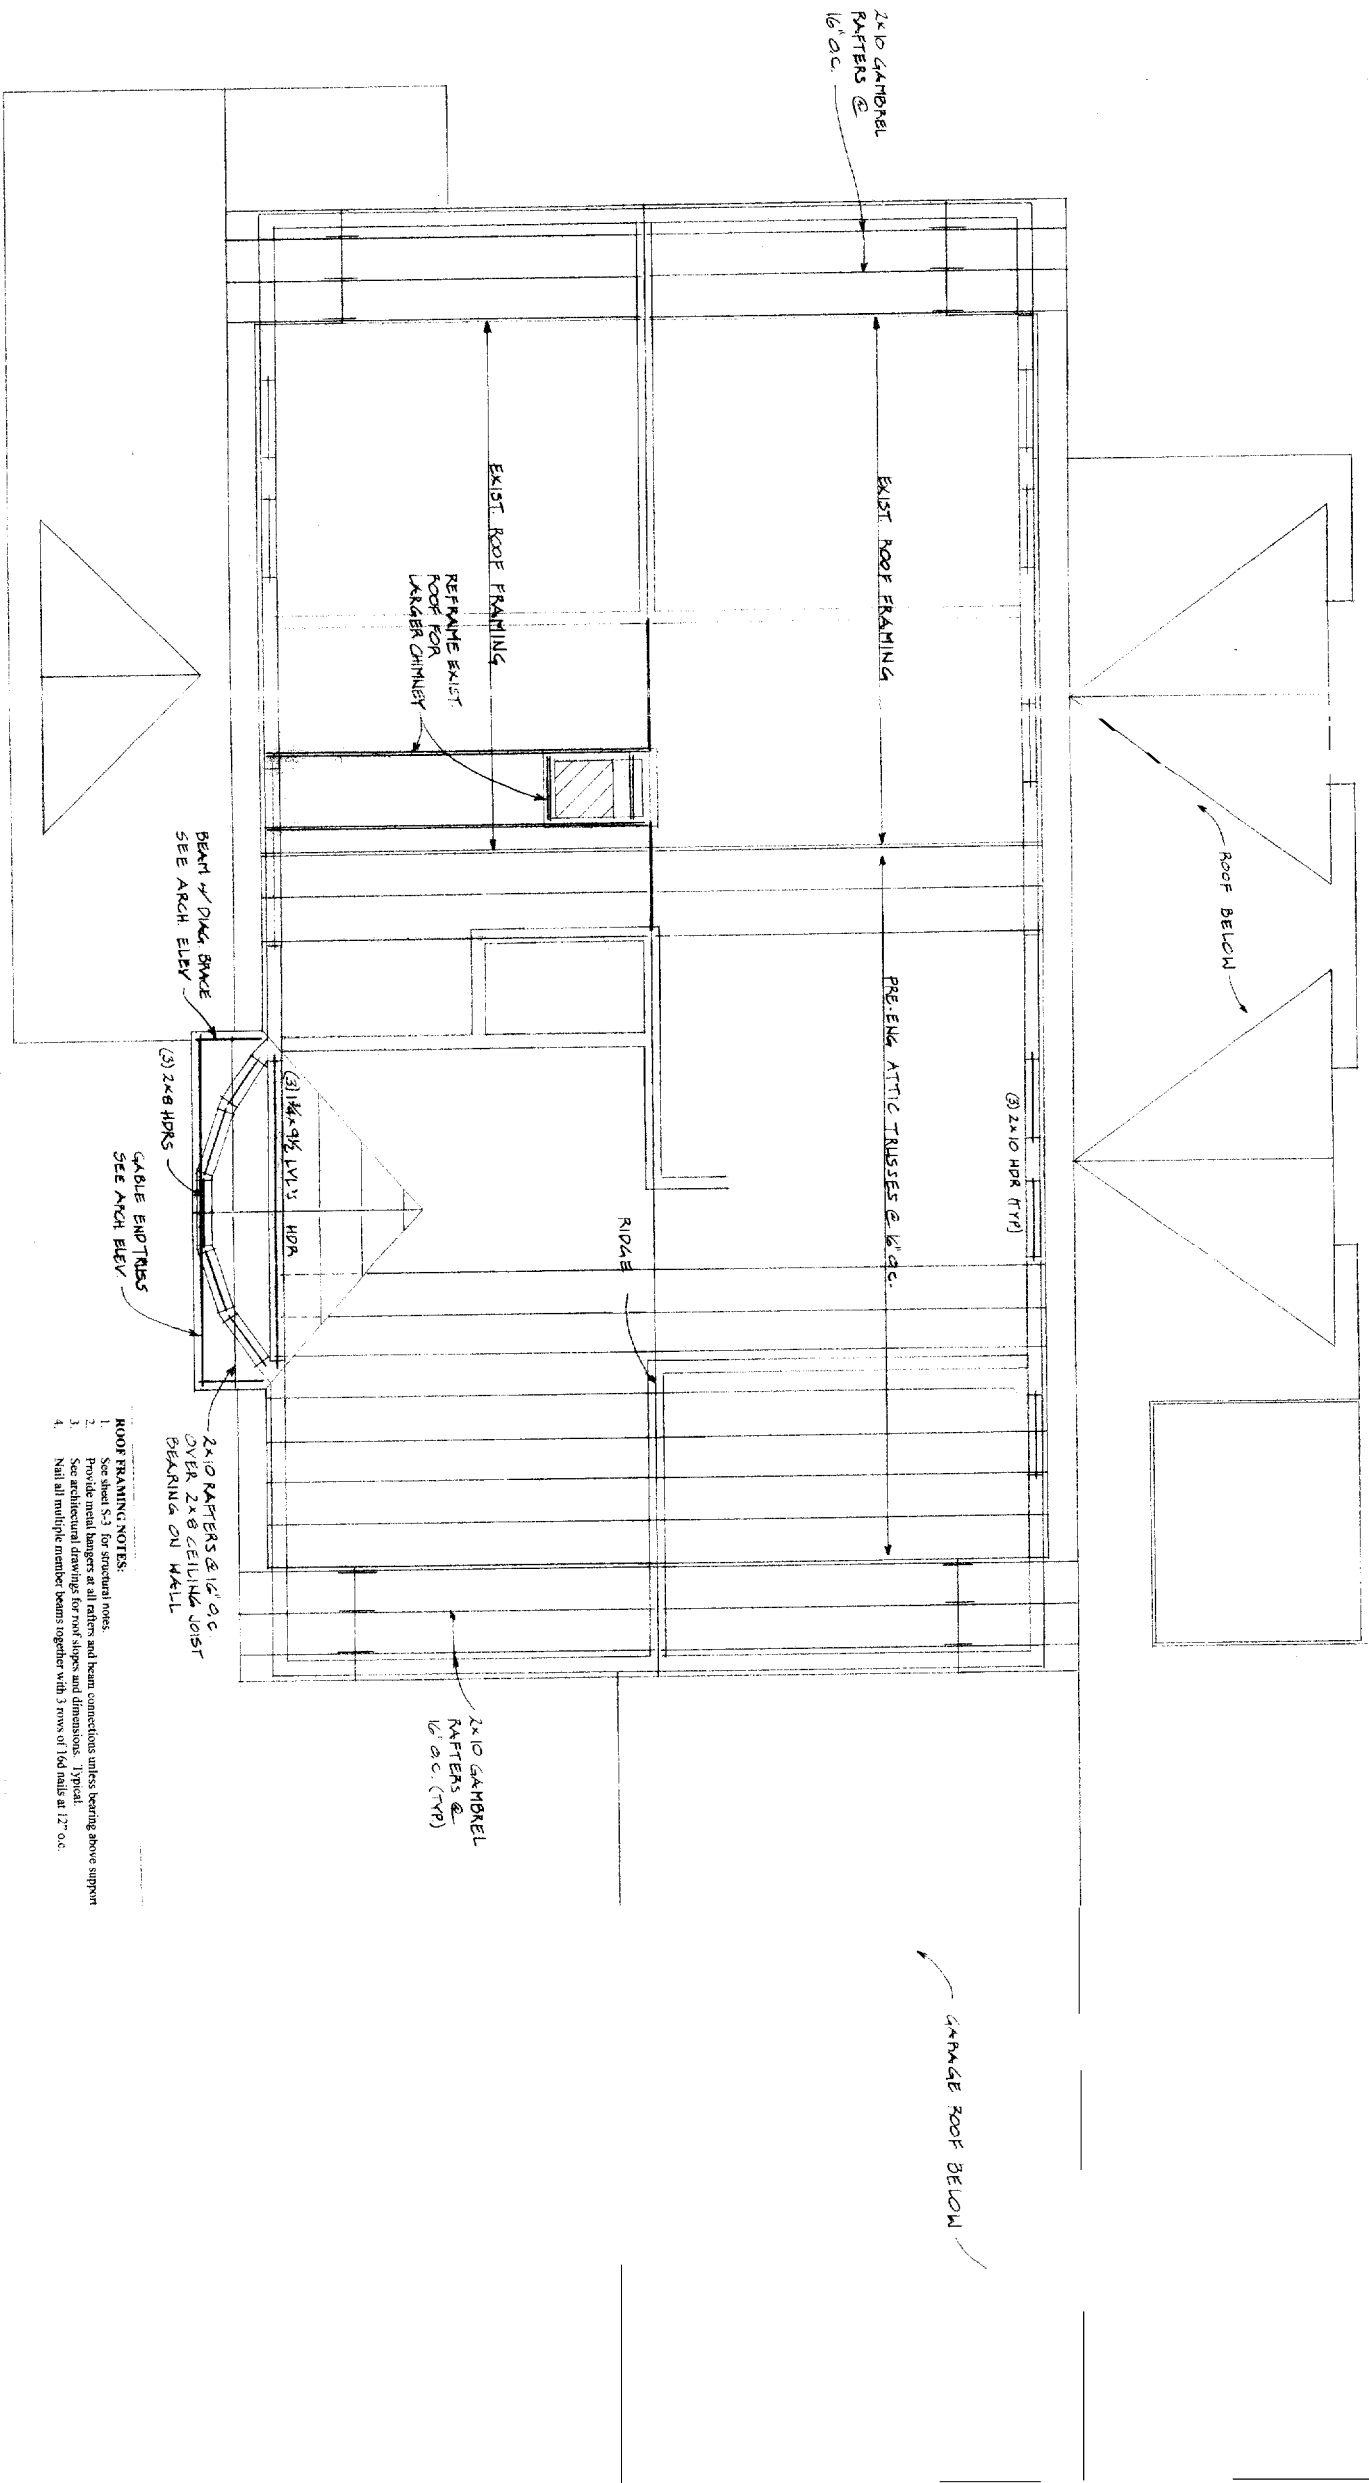 2x10 GAMBREL
RAFTERS @
16" O.C.
ROOF BELOW
EXIST. ROOF FRAMING
EXIST. ROOF FRAMING
REFRAME EXIST.
ROOF FOR
LARGER CHIMNEY
PRE-ENG ATTIC TRUSSES @ 16" O.C.
(3) 2x10 HDR (TYP.)
RIDGE
(3) 1¾ x 9½ LVL'S HDR
BEAM W/ DIAG. BRACE
SEE ARCH. ELEV
(3) 2x8 HDRS
GABLE END TRUSS
SEE ARCH. ELEV.
2x10 RAFTERS @ 16" O.C.
OVER 2x8 CEILING JOIST
BEARING ON WALL
2x10 GAMBREL
RAFTERS @
16" O.C. (TYP.)
GARAGE ROOF BELOW
ROOF FRAMING NOTES:
1. See sheet S-3 for structural notes.
2. Provide metal hangers at all rafters and beam connections unless bearing above support
3. See architectural drawings for roof slopes and dimensions. Typical.
4. Nail all multiple member beams together with 3 rows of 16d nails at 12" o.c.